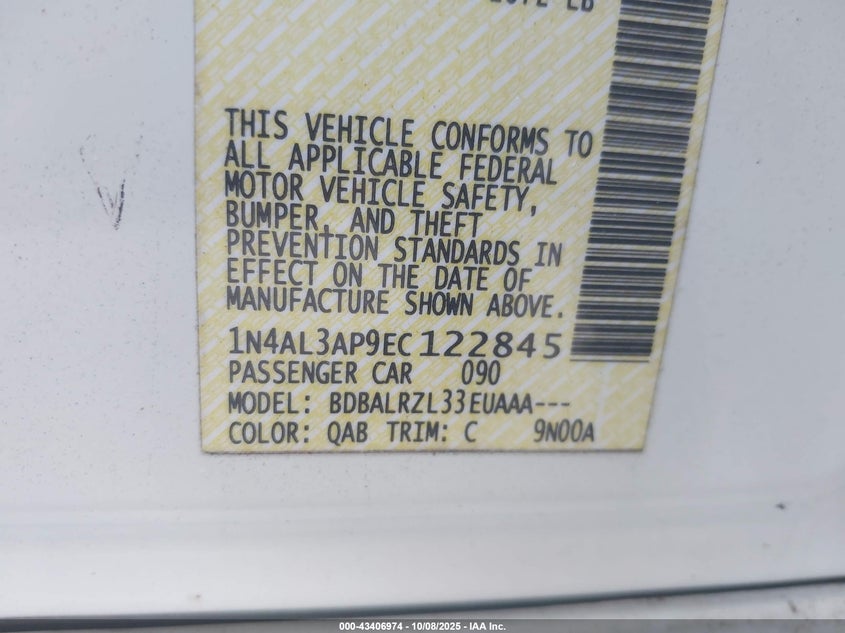 THIS VEHICLE CONFORMS TO
ALL APPLICABLE FEDERAL
MOTOR VEHICLE SAFETY,
BUMPER, AND THEFT
PREVENTION STANDARDS IN
EFFECT ON THE DATE OF
MANUFACTURE SHOWN ABOVE.
1N4AL3AP9EC122845
PASSENGER CAR 090
MODEL: BDBALRZL33EUAAA---
COLOR: QAB TRIM: C 9N00A
000-43406974 - 10/08/2025 - IAA Inc.